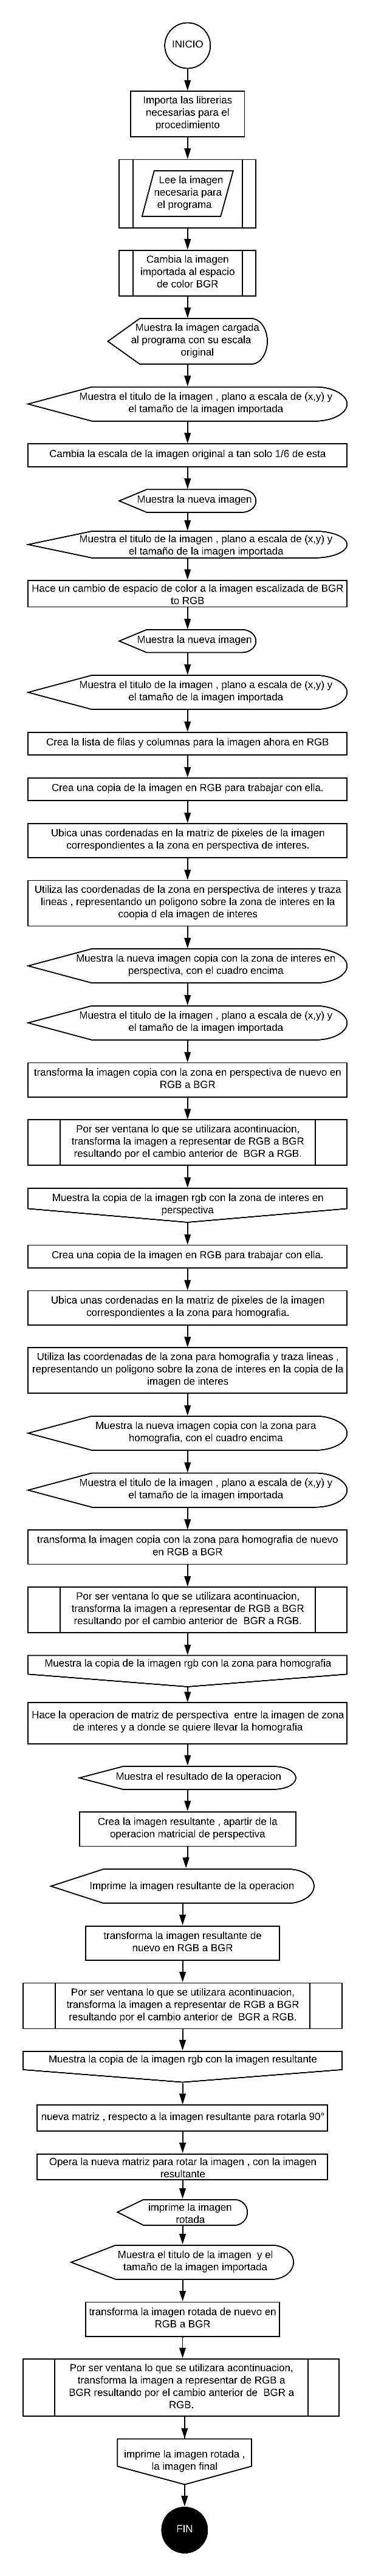 INICIO
Importa las librerias
necesarias para el
procedimiento
Lee la imagen
necesaria para
el programa
Cambia la imagen
importada al espacio
de color BGR
Muestra la imagen cargada
al programa con su escala
original
Muestra el titulo de la imagen , plano a escala de (x,y) y
el tamaño de la imagen importada
Cambia la escala de la imagen original a tan solo 1/6 de esta
Muestra la nueva imagen
Muestra el titulo de la imagen , plano a escala de (x,y) y
el tamaño de la imagen importada
Hace un cambio de espacio de color a la imagen escalizada de BGR
to RGB
Muestra la nueva imagen
Muestra el titulo de la imagen , plano a escala de (x,y) y
el tamaño de la imagen importada
Crea la lista de filas y columnas para la imagen ahora en RGB
Crea una copia de la imagen en RGB para trabajar con ella.
Ubica unas cordenadas en la matriz de pixeles de la imagen
correspondientes a la zona en perspectiva de interes.
Utiliza las coordenadas de la zona en perspectiva de interes y traza
lineas , representando un poligono sobre la zona de interes en la
coopia d ela imagen de interes
Muestra la nueva imagen copia con la zona de interes en
perspectiva, con el cuadro encima
Muestra el titulo de la imagen , plano a escala de (x,y) y
el tamaño de la imagen importada
transforma la imagen copia con la zona en perspectiva de nuevo en
RGB a BGR
Por ser ventana lo que se utilizara acontinuacion,
transforma la imagen a representar de RGB a BGR
resultando por el cambio anterior de BGR a RGB.
Muestra la copia de la imagen rgb con la zona de interes en
perspectiva
Crea una copia de la imagen en RGB para trabajar con ella.
Ubica unas cordenadas en la matriz de pixeles de la imagen
correspondientes a la zona para homografia.
Utiliza las coordenadas de la zona para homografia y traza lineas ,
representando un poligono sobre la zona de interes en la copia de la
imagen de interes
Muestra la nueva imagen copia con la zona para
homografia, con el cuadro encima
Muestra el titulo de la imagen , plano a escala de (x,y) y
el tamaño de la imagen importada
transforma la imagen copia con la zona para homografia de nuevo
en RGB a BGR
Por ser ventana lo que se utilizara acontinuacion,
transforma la imagen a representar de RGB a BGR
resultando por el cambio anterior de BGR a RGB.
Muestra la copia de la imagen rgb con la zona para homografia
Hace la operacion de matriz de perspectiva entre la imagen de zona
de interes y a donde se quiere llevar la homografia
Muestra el resultado de la operacion
Crea la imagen resultante , apartir de la
operacion matricial de perspectiva
Imprime la imagen resultante de la operacion
transforma la imagen resultante de
nuevo en RGB a BGR
Por ser ventana lo que se utilizara acontinuacion,
transforma la imagen a representar de RGB a BGR
resultando por el cambio anterior de BGR a RGB.
Muestra la copia de la imagen rgb con la imagen resultante
nueva matriz , respecto a la imagen resultante para rotarla 90°
Opera la nueva matriz para rotar la imagen , con la imagen
resultante
imprime la imagen
rotada
Muestra el titulo de la imagen y el
tamaño de la imagen importada
transforma la imagen rotada de nuevo en
RGB a BGR
Por ser ventana lo que se utilizara acontinuacion,
transforma la imagen a representar de RGB a
BGR resultando por el cambio anterior de BGR a
RGB.
imprime la imagen rotada ,
la imagen final
FIN